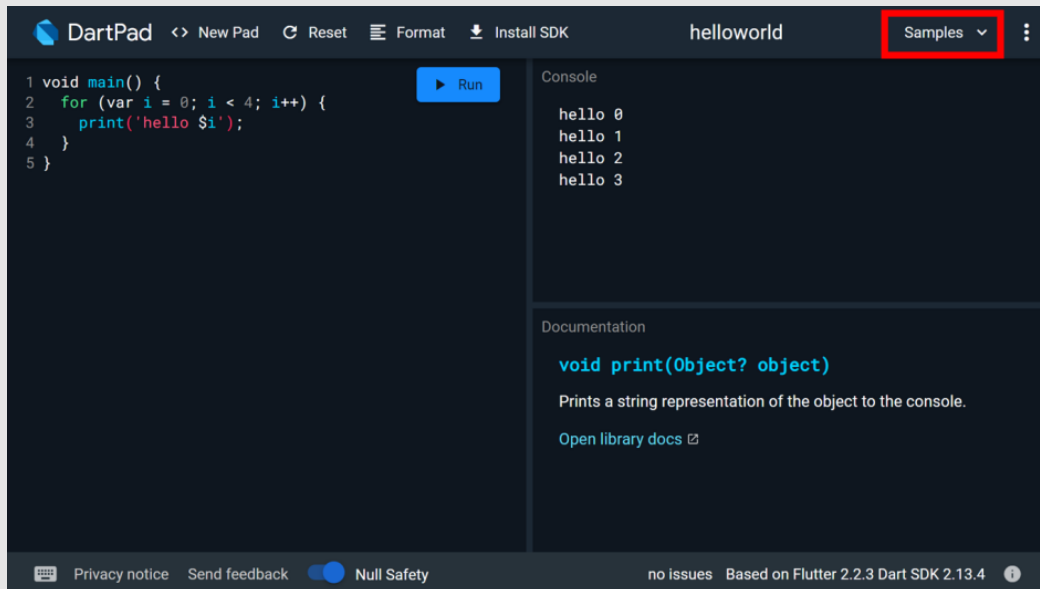 DartPad <> New Pad Reset Format Install SDK helloworld Samples
1 void main() {
2   for (var i = 0; i < 4; i++) {
3     print('hello $i');
4   }
5 }
Run
Console
hello 0
hello 1
hello 2
hello 3
Documentation
void print(Object? object)
Prints a string representation of the object to the console.
Open library docs
Privacy notice Send feedback Null Safety no issues Based on Flutter 2.2.3 Dart SDK 2.13.4 i